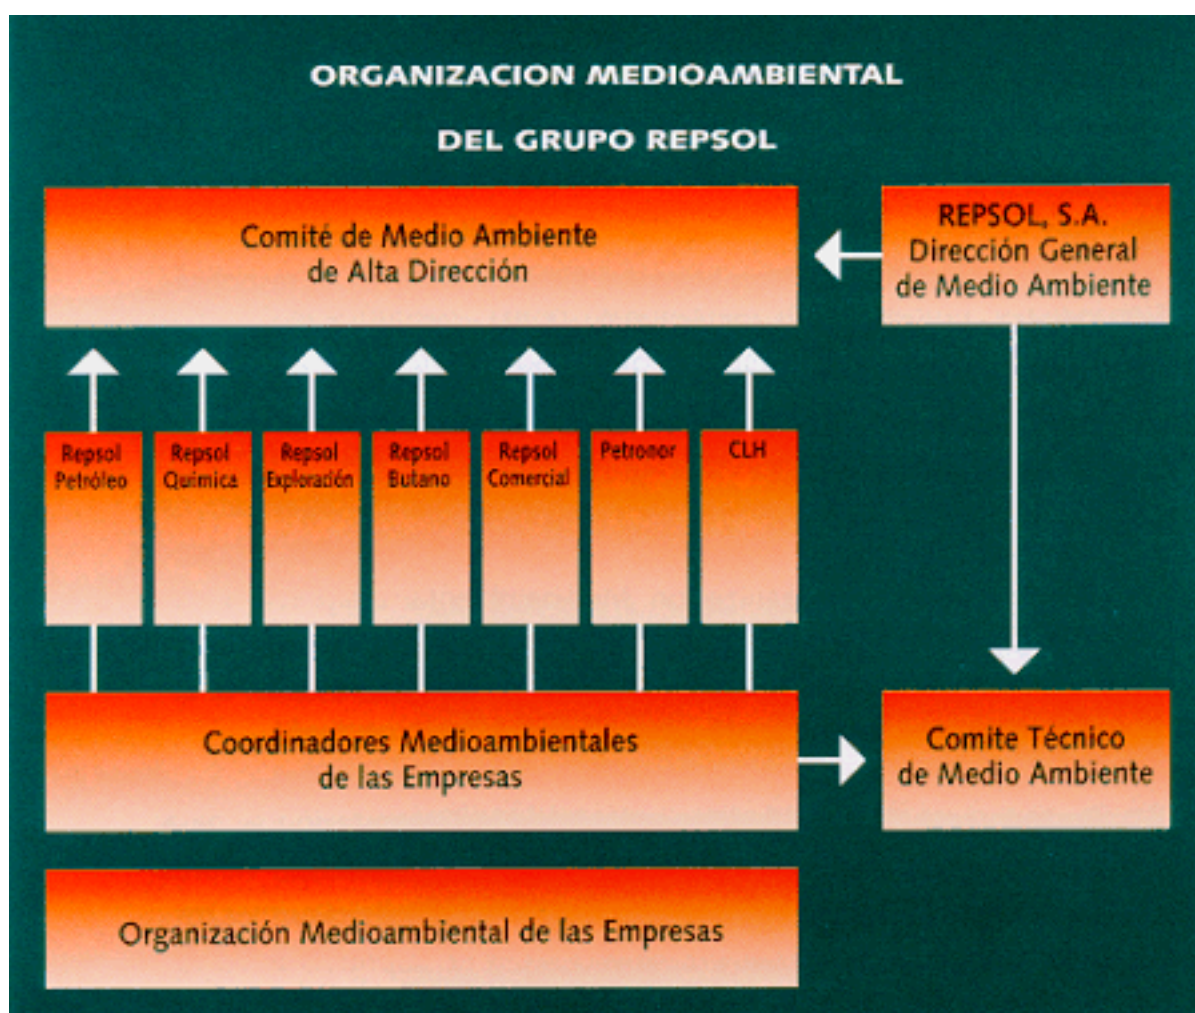 ORGANIZACION MEDIOAMBIENTAL
DEL GRUPO REPSOL
Comité de Medio Ambiente
de Alta Dirección
REPSOL, S.A.
Dirección General
de Medio Ambiente
Repsol
Petróleo
Repsol
Química
Repsol
Exploración
Repsol
Butano
Repsol
Comercial
Petronor
CLH
Coordinadores Medioambientales
de las Empresas
Comite Técnico
de Medio Ambiente
Organización Medioambiental de las Empresas